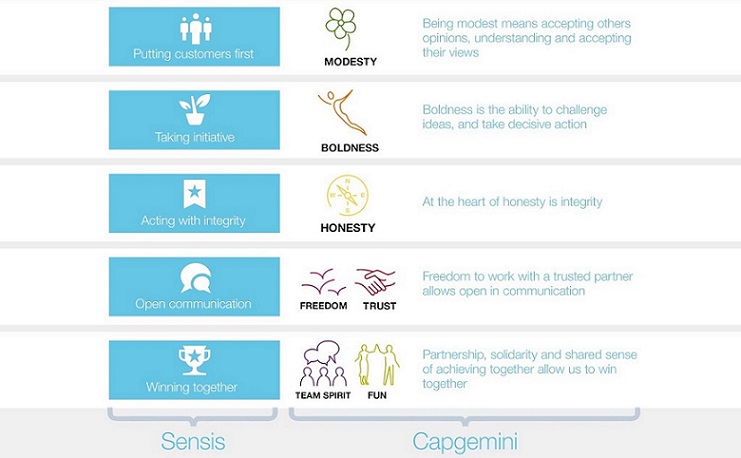 Putting customers first
MODESTY
Being modest means accepting others
opinions, understanding and accepting
their views
Taking initiative
BOLDNESS
Boldness is the ability to challenge
ideas, and take decisive action
Acting with integrity
N
W E
S
HONESTY
At the heart of honesty is integrity
Open communication
FREEDOM TRUST
Freedom to work with a trusted partner
allows open in communication
Winning together
TEAM SPIRIT FUN
Partnership, solidarity and shared sense
of achieving together allow us to win
together
Sensis Capgemini